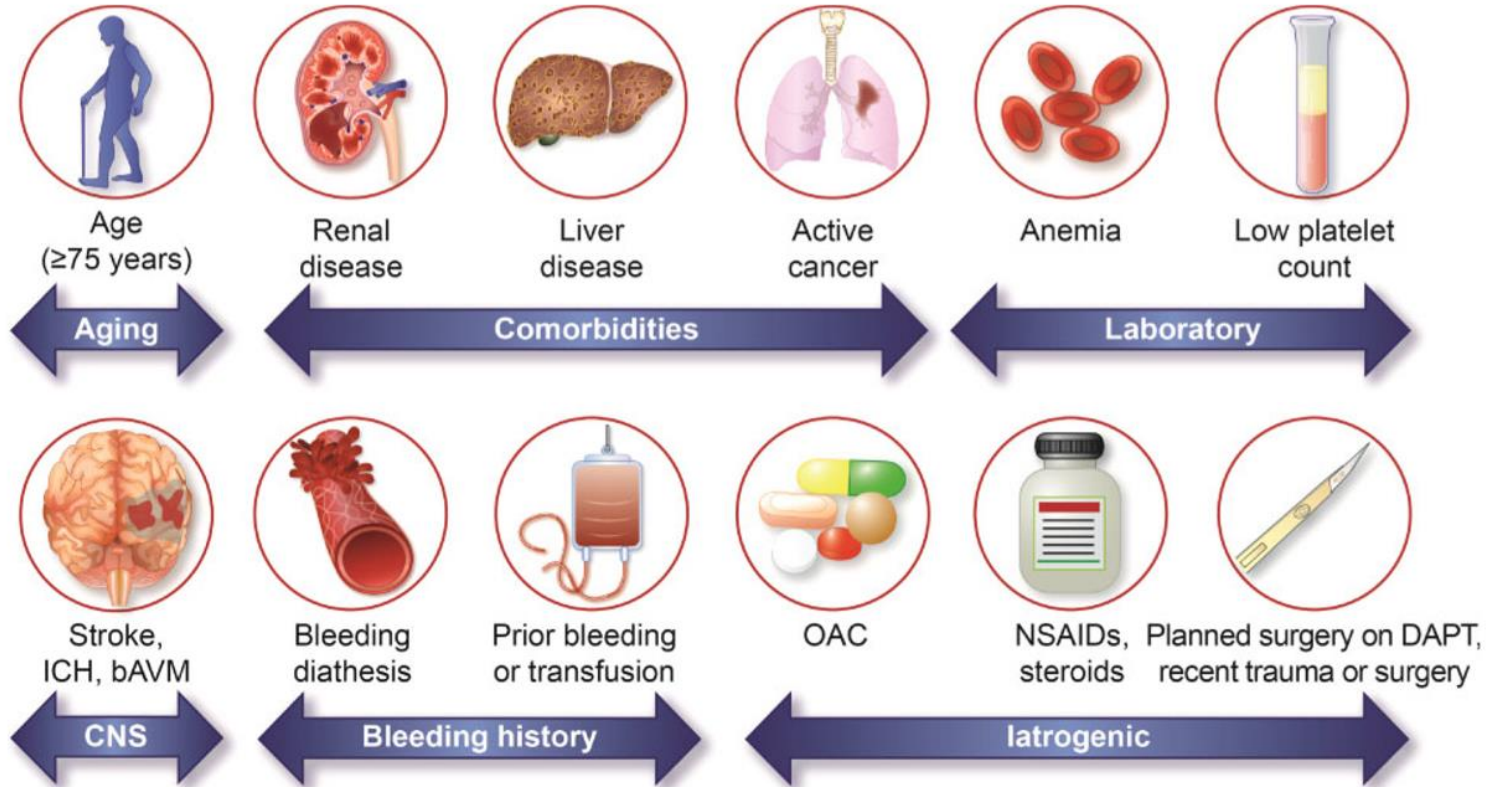 Age
(≥75 years)
Renal
disease
Liver
disease
Active
cancer
Anemia
Low platelet
count
Aging
Comorbidities
Laboratory
Stroke,
ICH, bAVM
Bleeding
diathesis
Prior bleeding
or transfusion
OAC
NSAIDs,
steroids
Planned surgery on DAPT,
recent trauma or surgery
CNS
Bleeding history
Iatrogenic